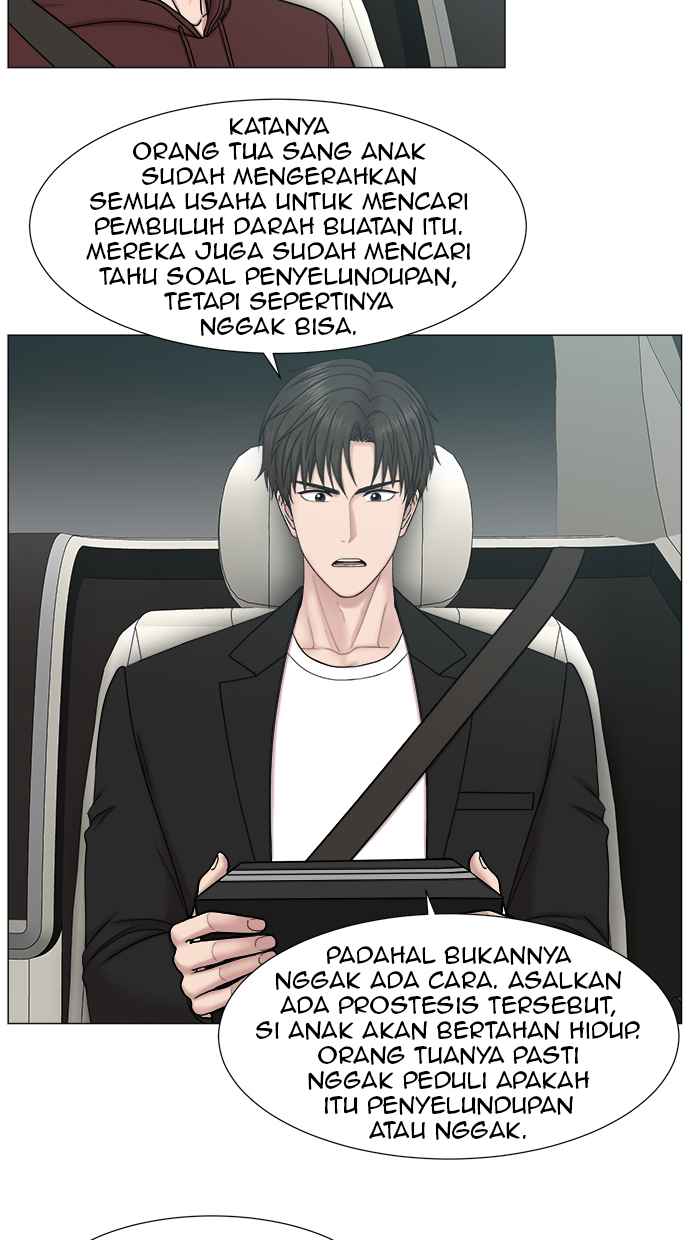 KATANYA
ORANG TUA SANG ANAK
SUDAH MENGERAHKAN
SEMUA USAHA UNTUK MENCARI
PEMBULUH DARAH BUATAN ITU.
MEREKA JUGA SUDAH MENCARI
TAHU SOAL PENYELUNDUPAN,
TETAPI SEPERTINYA
NGGAK BISA.
PADAHAL BUKANNYA
NGGAK ADA CARA. ASALKAN
ADA PROSTESIS TERSEBUT,
SI ANAK AKAN BERTAHAN HIDUP.
ORANG TUANYA PASTI
NGGAK PEDULI APAKAH
ITU PENYELUNDUPAN
ATAU NGGAK.